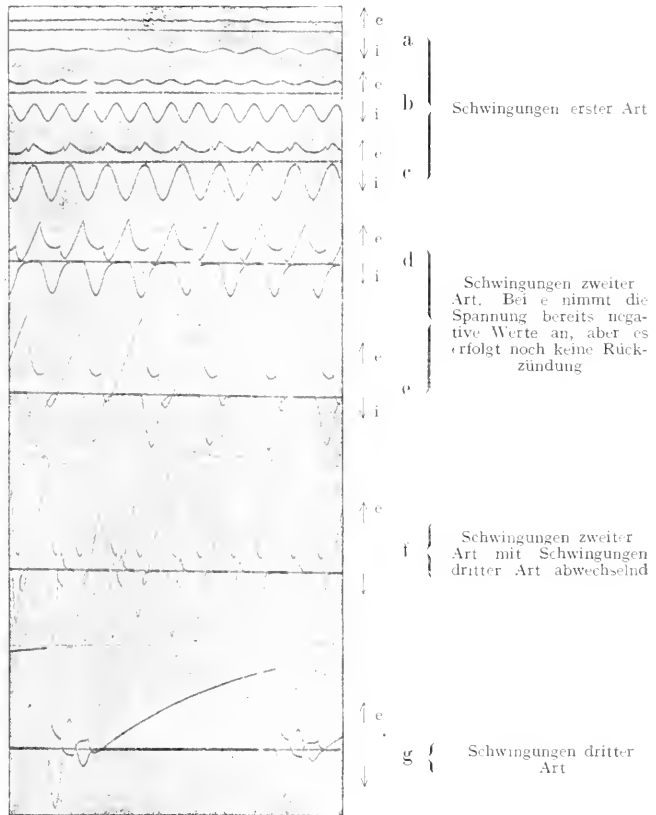 e
a
i
e
b
i
e
c
i
e
d
i
e
e
i
e
f
e
g
Schwingungen erster Art
Schwingungen zweiter
Art. Bei e nimmt die
Spannung bereits nega-
tive Werte an, aber es
erfolgt noch keine Rück-
zündung
Schwingungen zweiter
Art mit Schwingungen
dritter Art abwechselnd
Schwingungen dritter
Art